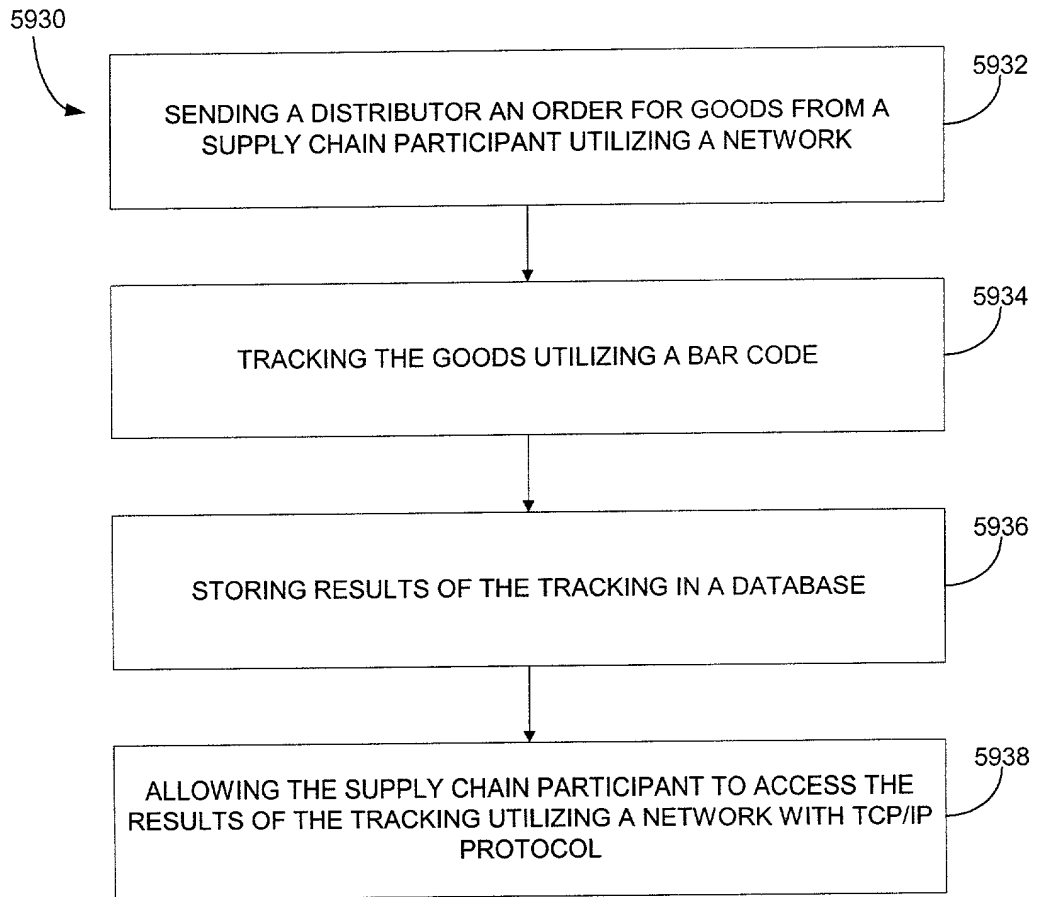 5930
5932
SENDING A DISTRIBUTOR AN ORDER FOR GOODS FROM A
SUPPLY CHAIN PARTICIPANT UTILIZING A NETWORK
5934
TRACKING THE GOODS UTILIZING A BAR CODE
5936
STORING RESULTS OF THE TRACKING IN A DATABASE
5938
ALLOWING THE SUPPLY CHAIN PARTICIPANT TO ACCESS THE
RESULTS OF THE TRACKING UTILIZING A NETWORK WITH TCP/IP
PROTOCOL